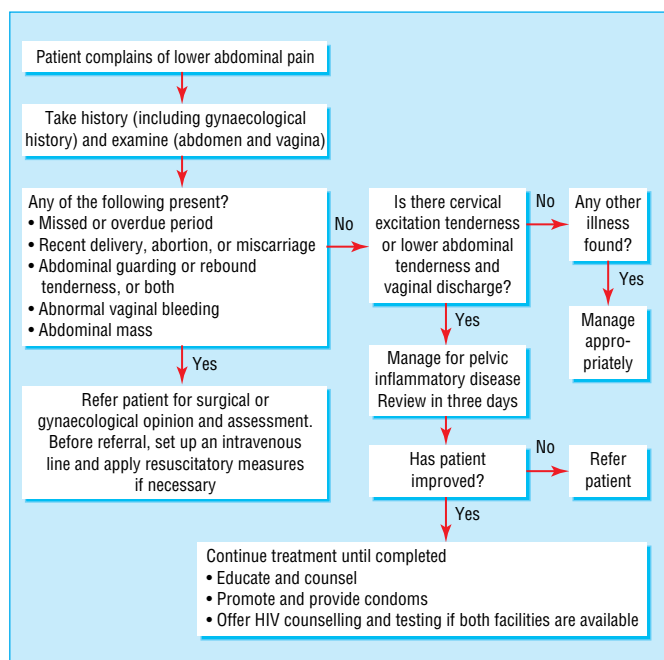 Patient complains of lower abdominal pain
Take history (including gynaecological
history) and examine (abdomen and vagina)
Any of the following present?
• Missed or overdue period
• Recent delivery, abortion, or miscarriage
• Abdominal guarding or rebound
tenderness, or both
• Abnormal vaginal bleeding
• Abdominal mass
No
Is there cervical
excitation tenderness
or lower abdominal
tenderness and
vaginal discharge?
No
Any other
illness
found?
Yes
Manage
appro-
priately
Yes
Refer patient for surgical or
gynaecological opinion and assessment.
Before referral, set up an intravenous
line and apply resuscitatory measures
if necessary
Yes
Manage for pelvic
inflammatory disease
Review in three days
Has patient
improved?
No
Refer
patient
Yes
Continue treatment until completed
• Educate and counsel
• Promote and provide condoms
• Offer HIV counselling and testing if both facilities are available